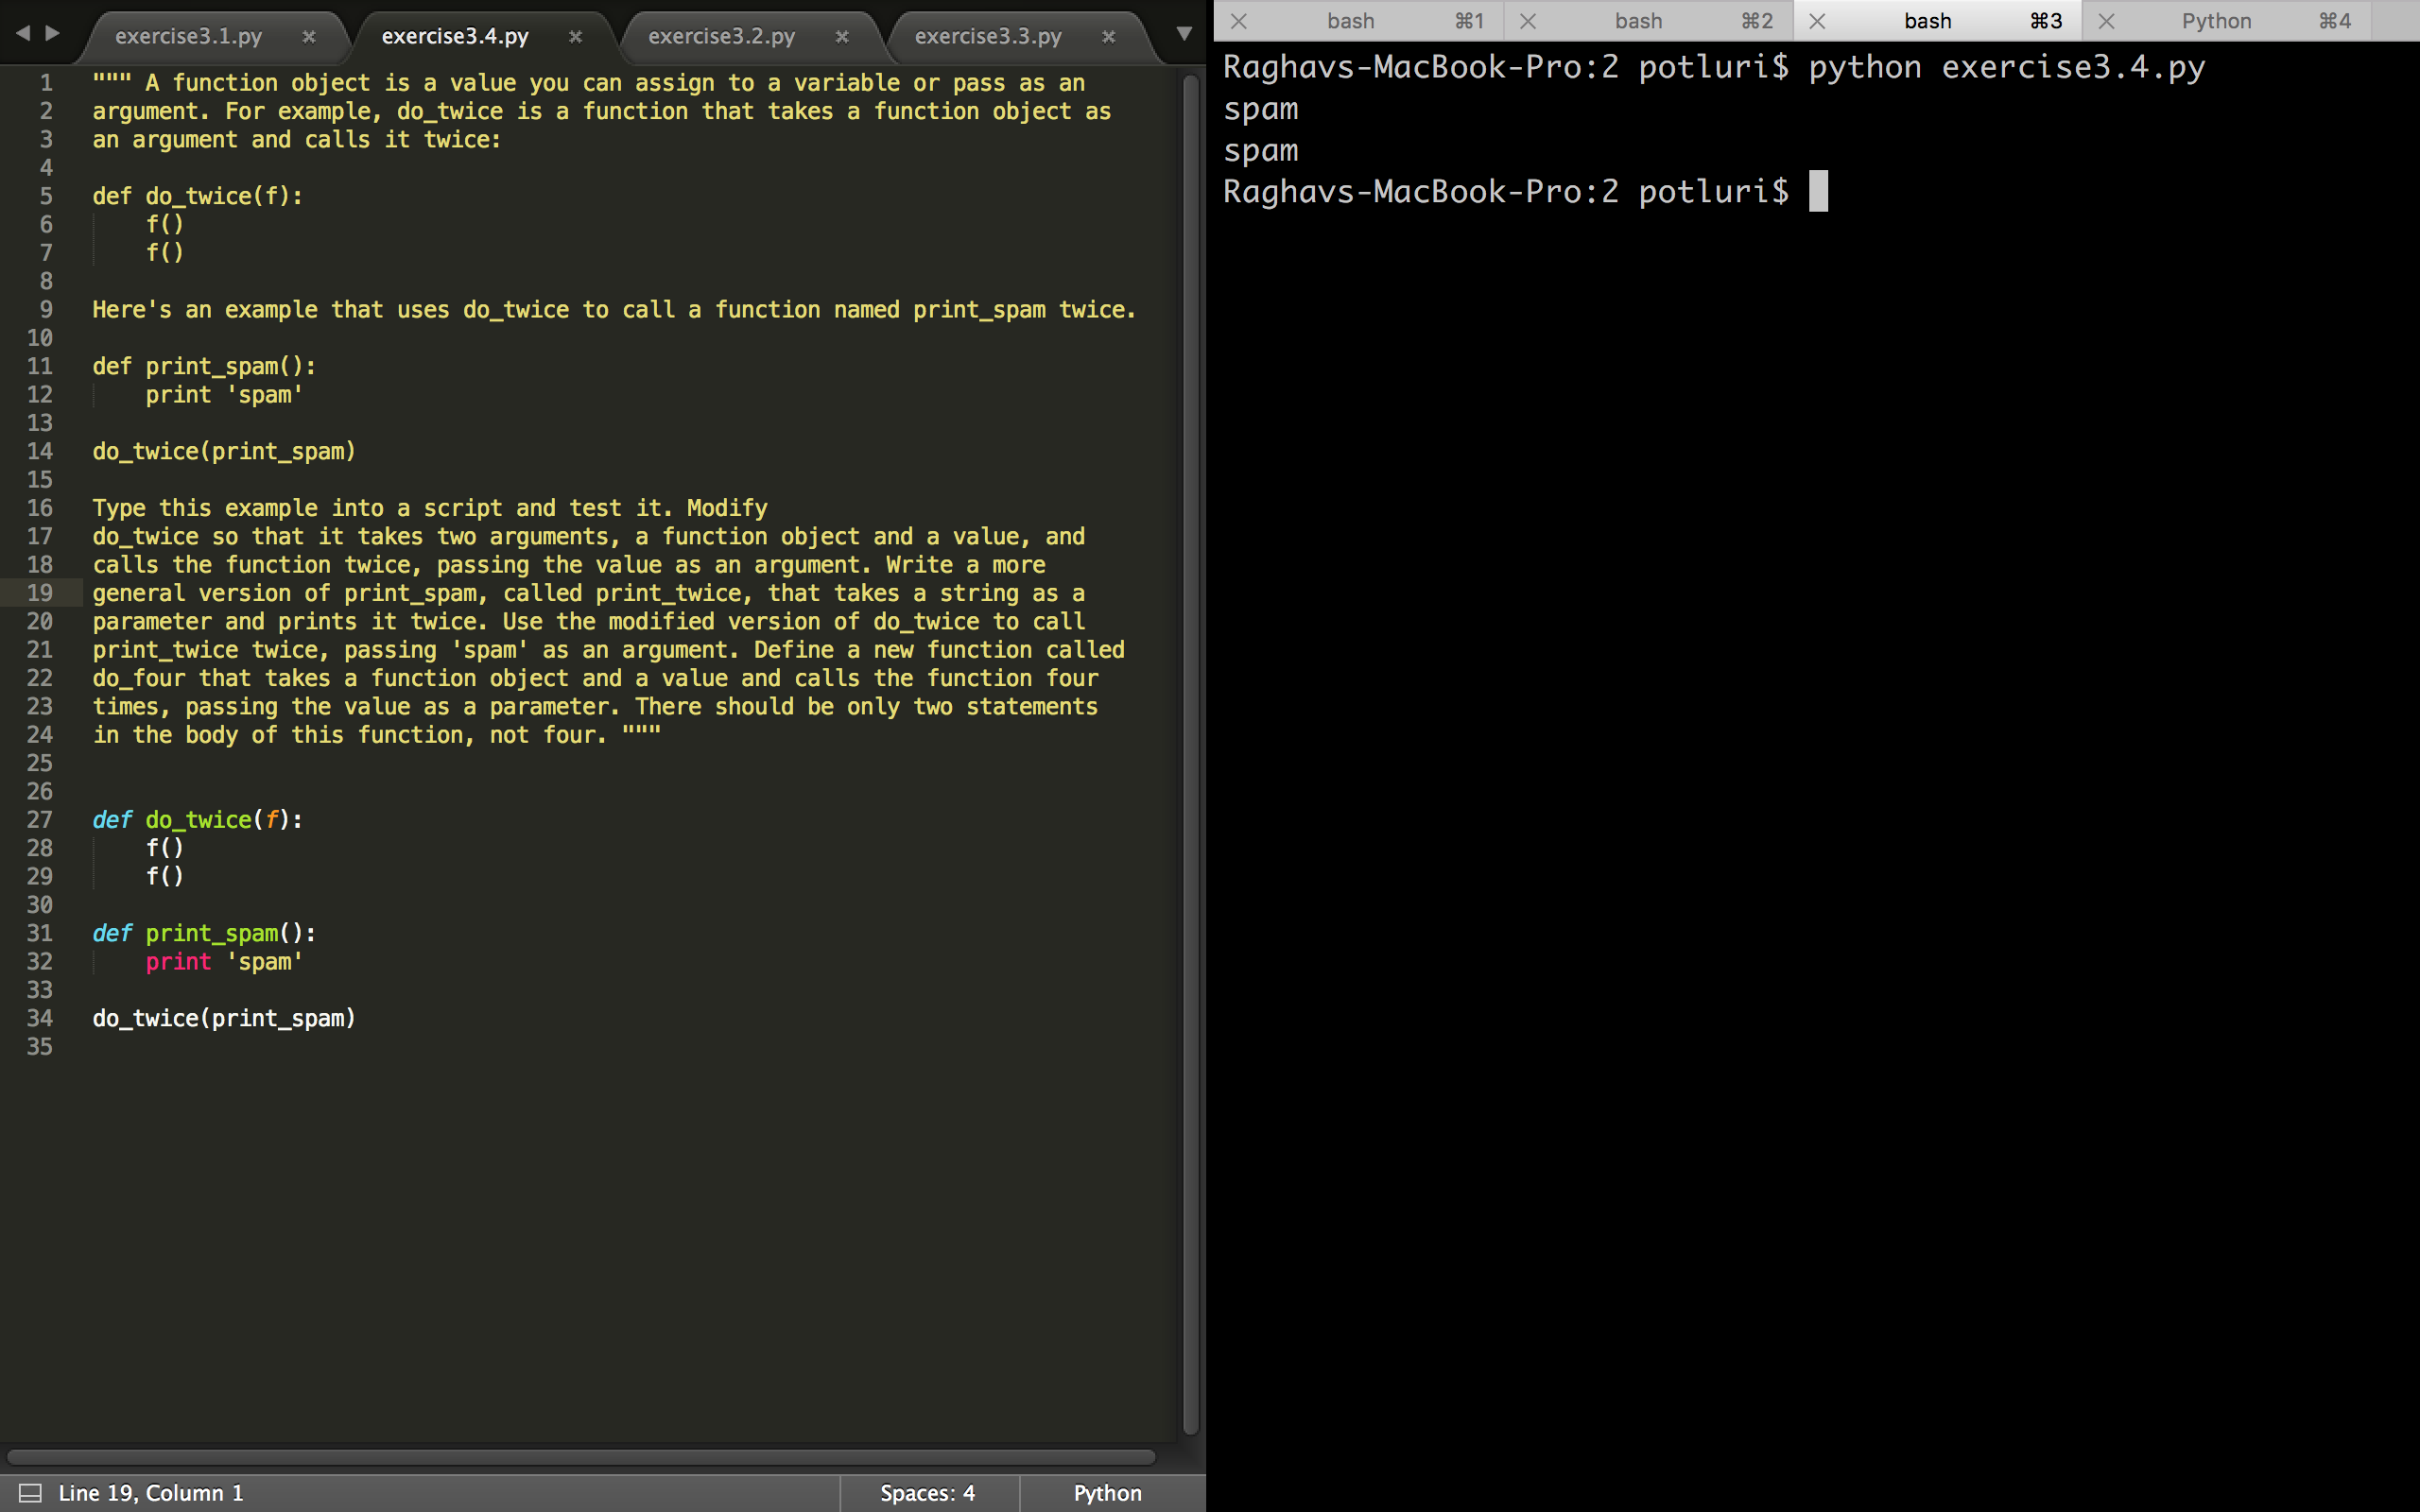 exercise3.1.py × exercise3.4.py × exercise3.2.py × exercise3.3.py ×
1 """ A function object is a value you can assign to a variable or pass as an
2 argument. For example, do_twice is a function that takes a function object as
3 an argument and calls it twice:
4
5 def do_twice(f):
6     f()
7     f()
8
9 Here's an example that uses do_twice to call a function named print_spam twice.
10
11 def print_spam():
12     print 'spam'
13
14 do_twice(print_spam)
15
16 Type this example into a script and test it. Modify
17 do_twice so that it takes two arguments, a function object and a value, and
18 calls the function twice, passing the value as an argument. Write a more
19 general version of print_spam, called print_twice, that takes a string as a
20 parameter and prints it twice. Use the modified version of do_twice to call
21 print_twice twice, passing 'spam' as an argument. Define a new function called
22 do_four that takes a function object and a value and calls the function four
23 times, passing the value as a parameter. There should be only two statements
24 in the body of this function, not four. """
25
26
27 def do_twice(f):
28     f()
29     f()
30
31 def print_spam():
32     print 'spam'
33
34 do_twice(print_spam)
35
Line 19, Column 1 Spaces: 4 Python
× bash ⌘1 × bash ⌘2 × bash ⌘3 × Python ⌘4
Raghavs-MacBook-Pro:2 potluri$ python exercise3.4.py
spam
spam
Raghavs-MacBook-Pro:2 potluri$